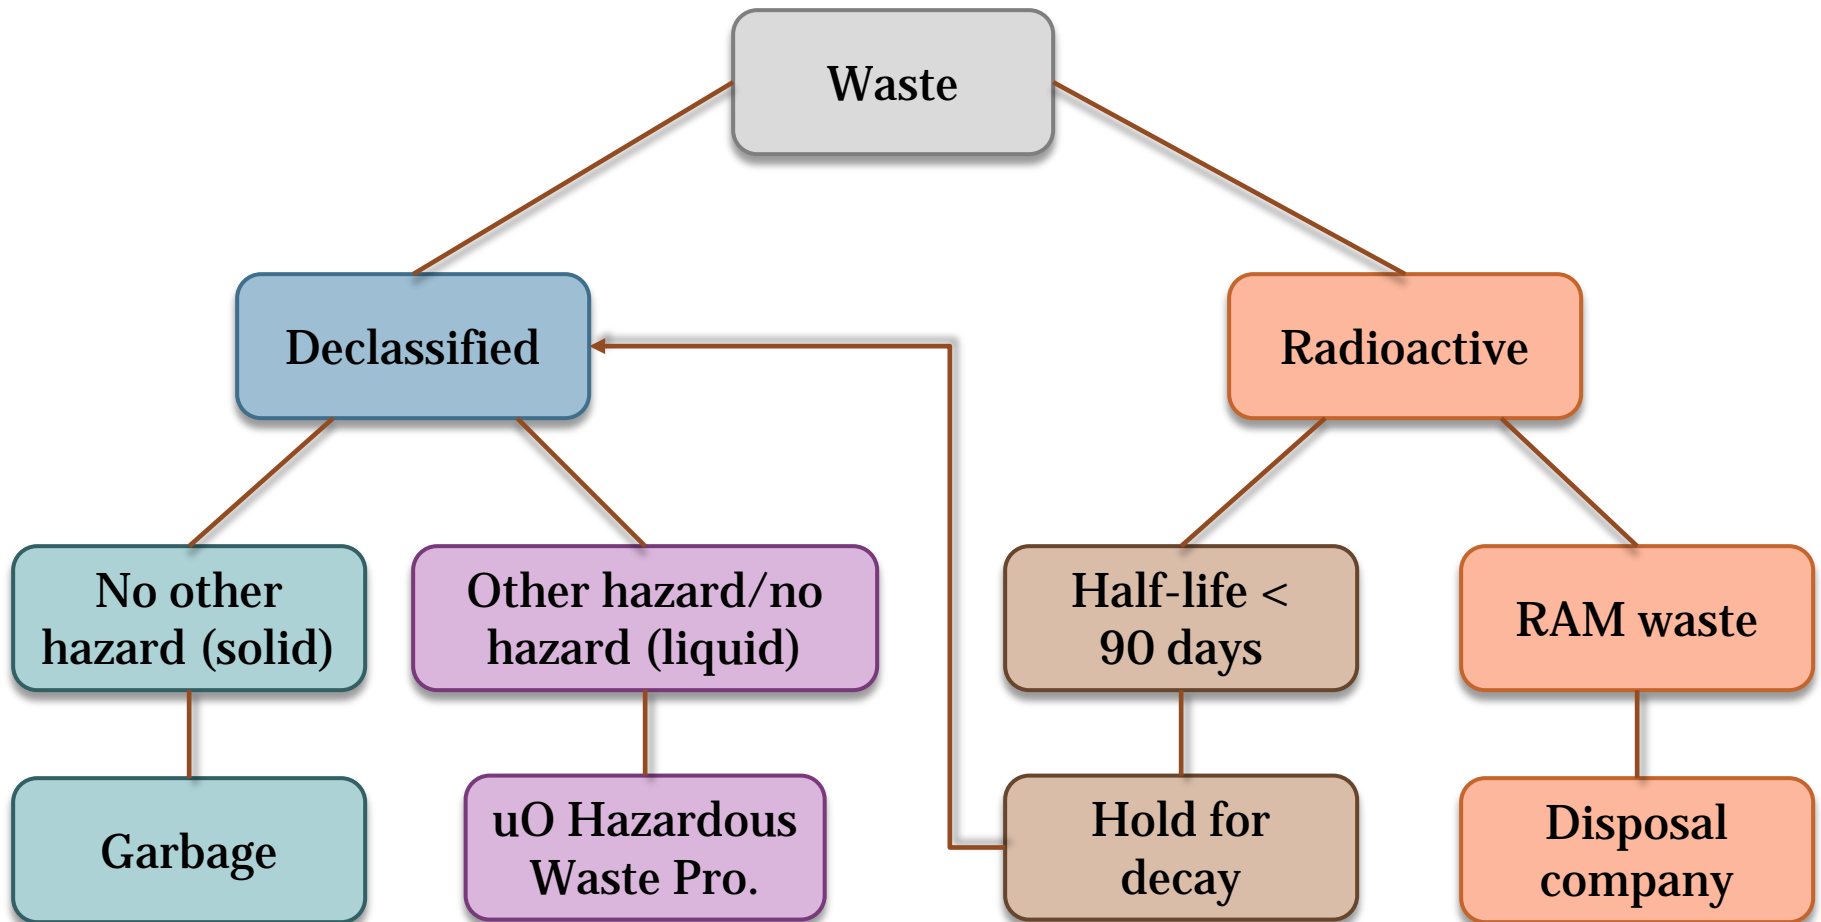 Waste
Declassified
Radioactive
No other
hazard (solid)
Other hazard/no
hazard (liquid)
Half-life <
90 days
RAM waste
Garbage
uO Hazardous
Waste Pro.
Hold for
decay
Disposal
company